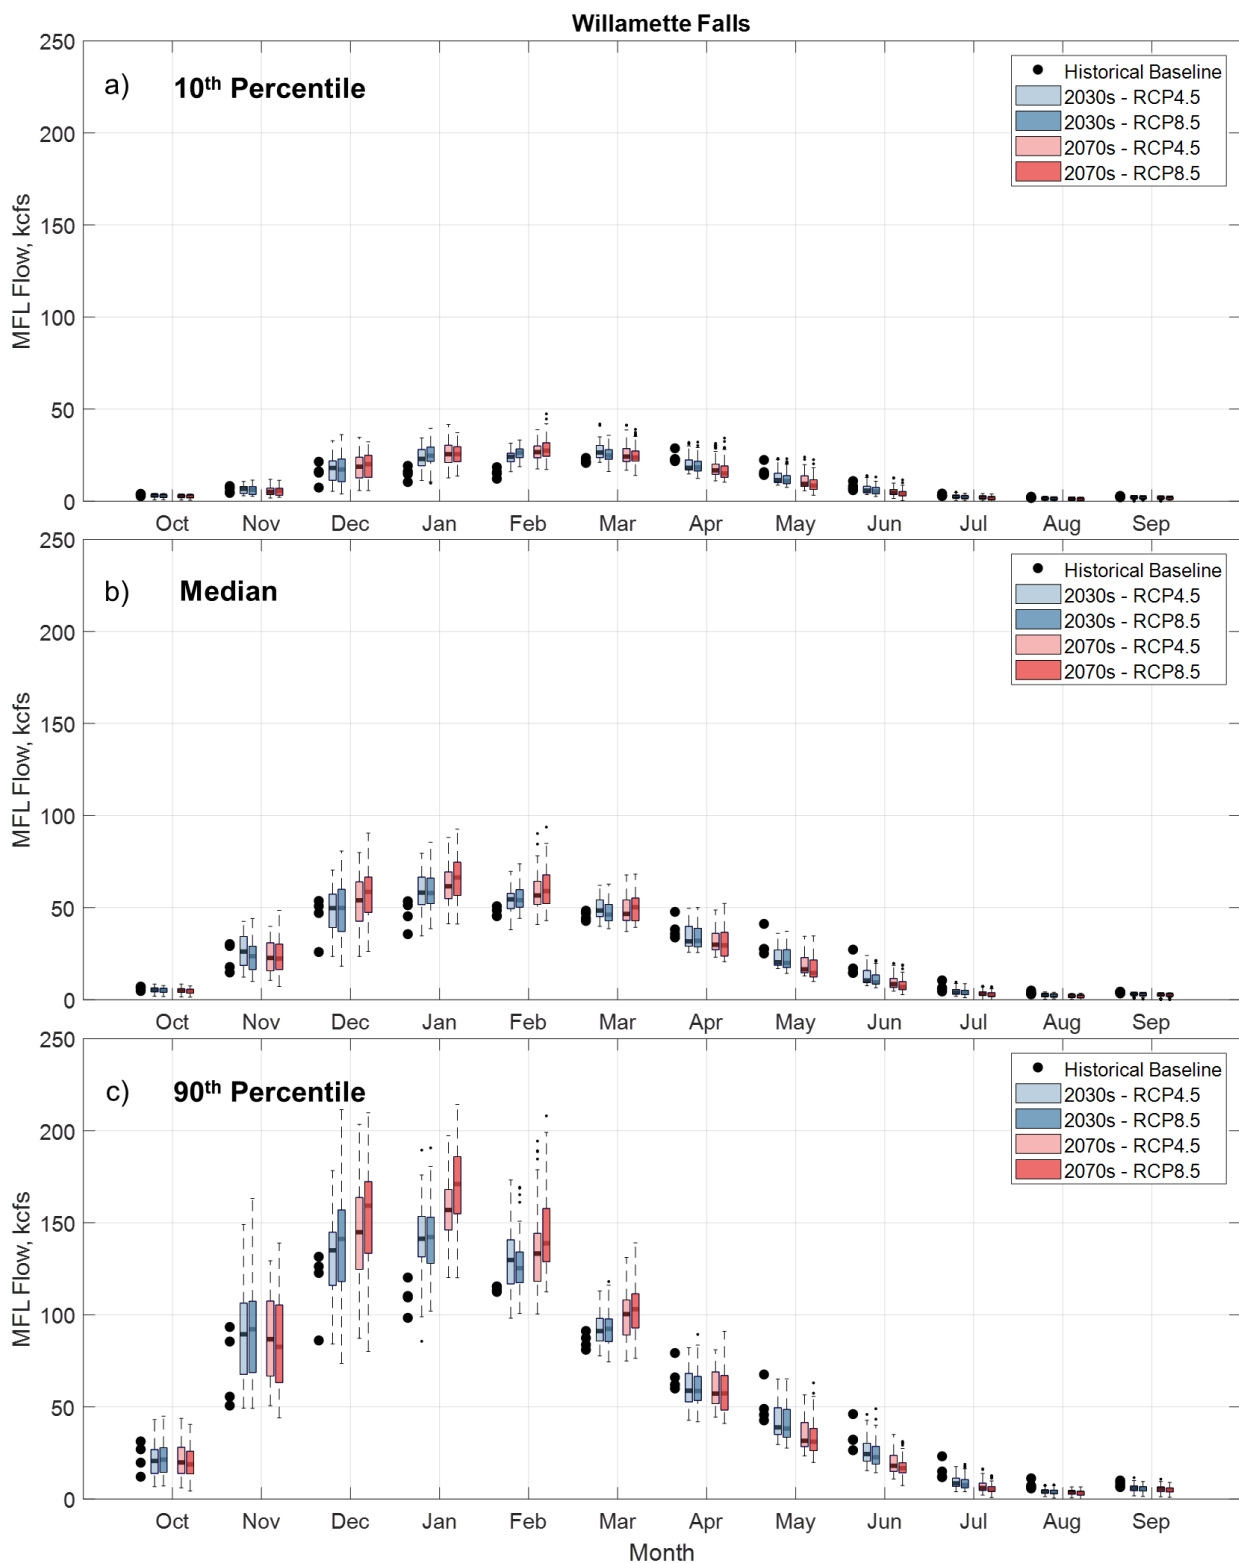 Willamette Falls
a) 10th Percentile
250
200
150
100
50
0
MFL Flow, kcfs
Historical Baseline
2030s - RCP4.5
2030s - RCP8.5
2070s - RCP4.5
2070s - RCP8.5
Oct Nov Dec Jan Feb Mar Apr May Jun Jul Aug Sep
b) Median
250
200
150
100
50
0
MFL Flow, kcfs
Historical Baseline
2030s - RCP4.5
2030s - RCP8.5
2070s - RCP4.5
2070s - RCP8.5
Oct Nov Dec Jan Feb Mar Apr May Jun Jul Aug Sep
c) 90th Percentile
250
200
150
100
50
0
MFL Flow, kcfs
Historical Baseline
2030s - RCP4.5
2030s - RCP8.5
2070s - RCP4.5
2070s - RCP8.5
Oct Nov Dec Jan Feb Mar Apr May Jun Jul Aug Sep
Month